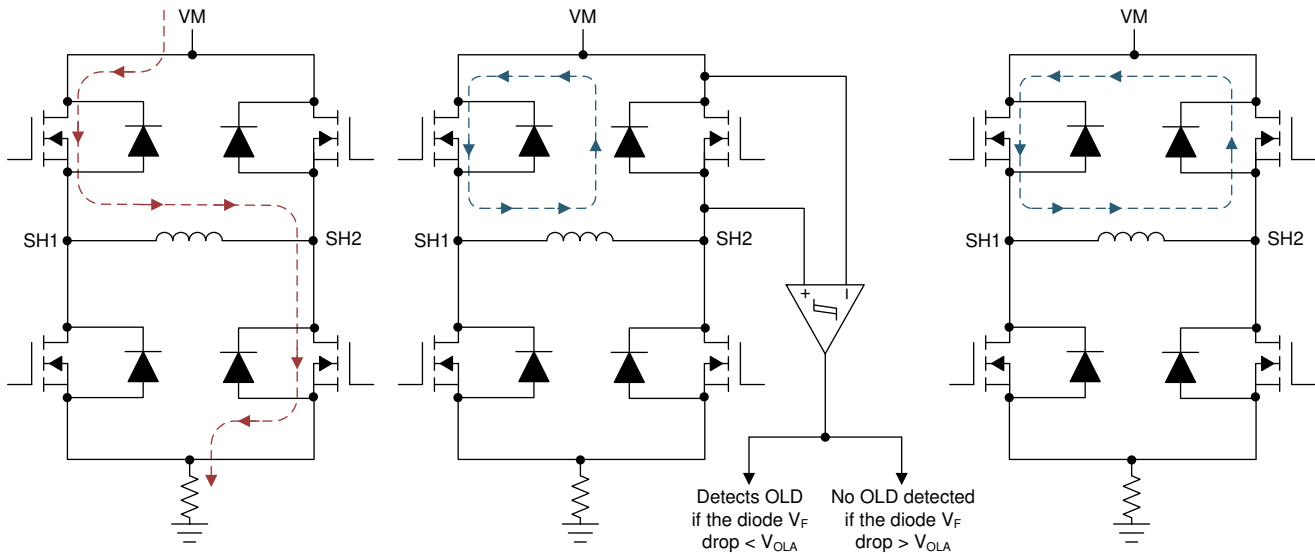 VM
VM
VM
SH1
SH2
SH1
SH2
SH1
SH2
+
–
Detects OLD
if the diode VF
drop < VOLA
No OLD detected
if the diode VF
drop > VOLA